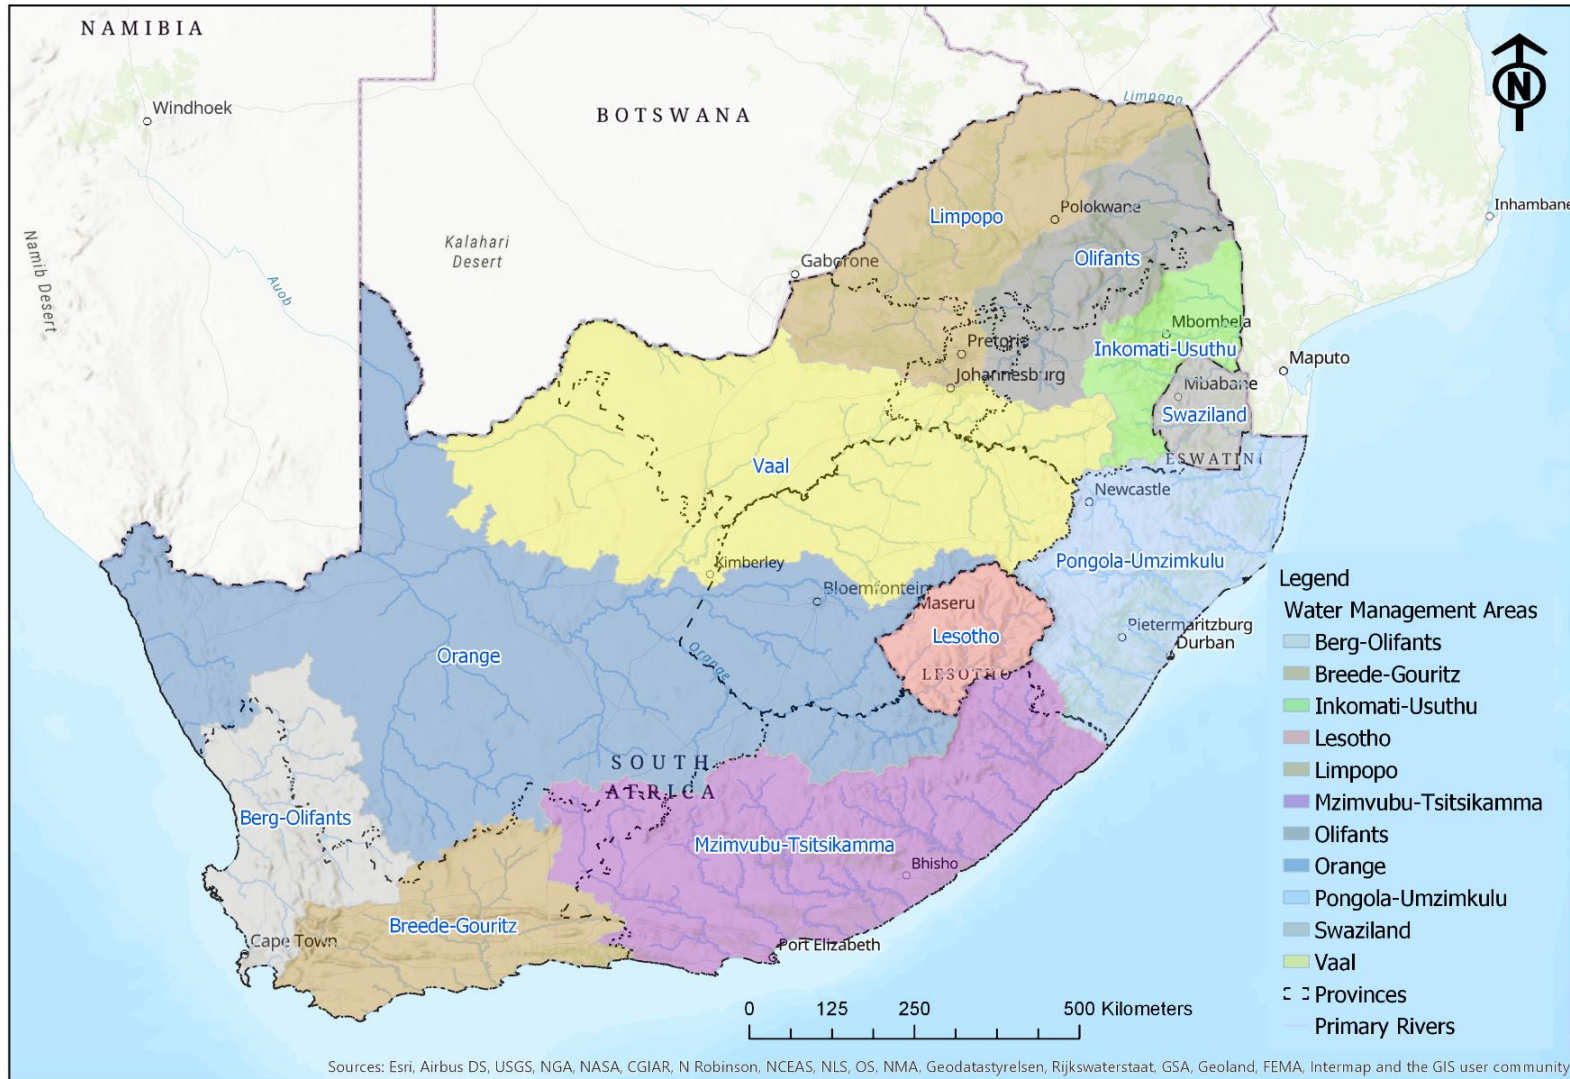 NAMIBIA
Windhoek
BOTSWANA
Limpopo
N
Inhambane
Namib Desert
Kalahari
Desert
Auob
Gaborone
Limpopo
Polokwane
Olifants
Mbombela
Inkomati-Usuthu
Pretoria
Johannesburg
Maputo
Mbabane
Swaziland
ESWATINI
Vaal
Newcastle
Pongola-Umzimkulu
Kimberley
Bloemfontein
Maseru
Lesotho
LESOTHO
Pietermaritzburg
Durban
Orange
Orange
SOUTH
AFRICA
Berg-Olifants
Mzimvubu-Tsitsikamma
Bhisho
Breede-Gouritz
Cape Town
Port Elizabeth
Legend
Water Management Areas
Berg-Olifants
Breede-Gouritz
Inkomati-Usuthu
Lesotho
Limpopo
Mzimvubu-Tsitsikamma
Olifants
Orange
Pongola-Umzimkulu
Swaziland
Vaal
Provinces
Primary Rivers
0 125 250 500 Kilometers
Sources: Esri, Airbus DS, USGS, NGA, NASA, CGIAR, N Robinson, NCEAS, NLS, OS, NMA, Geodatastyrelsen, Rijkswaterstaat, GSA, Geoland, FEMA, Intermap and the GIS user community